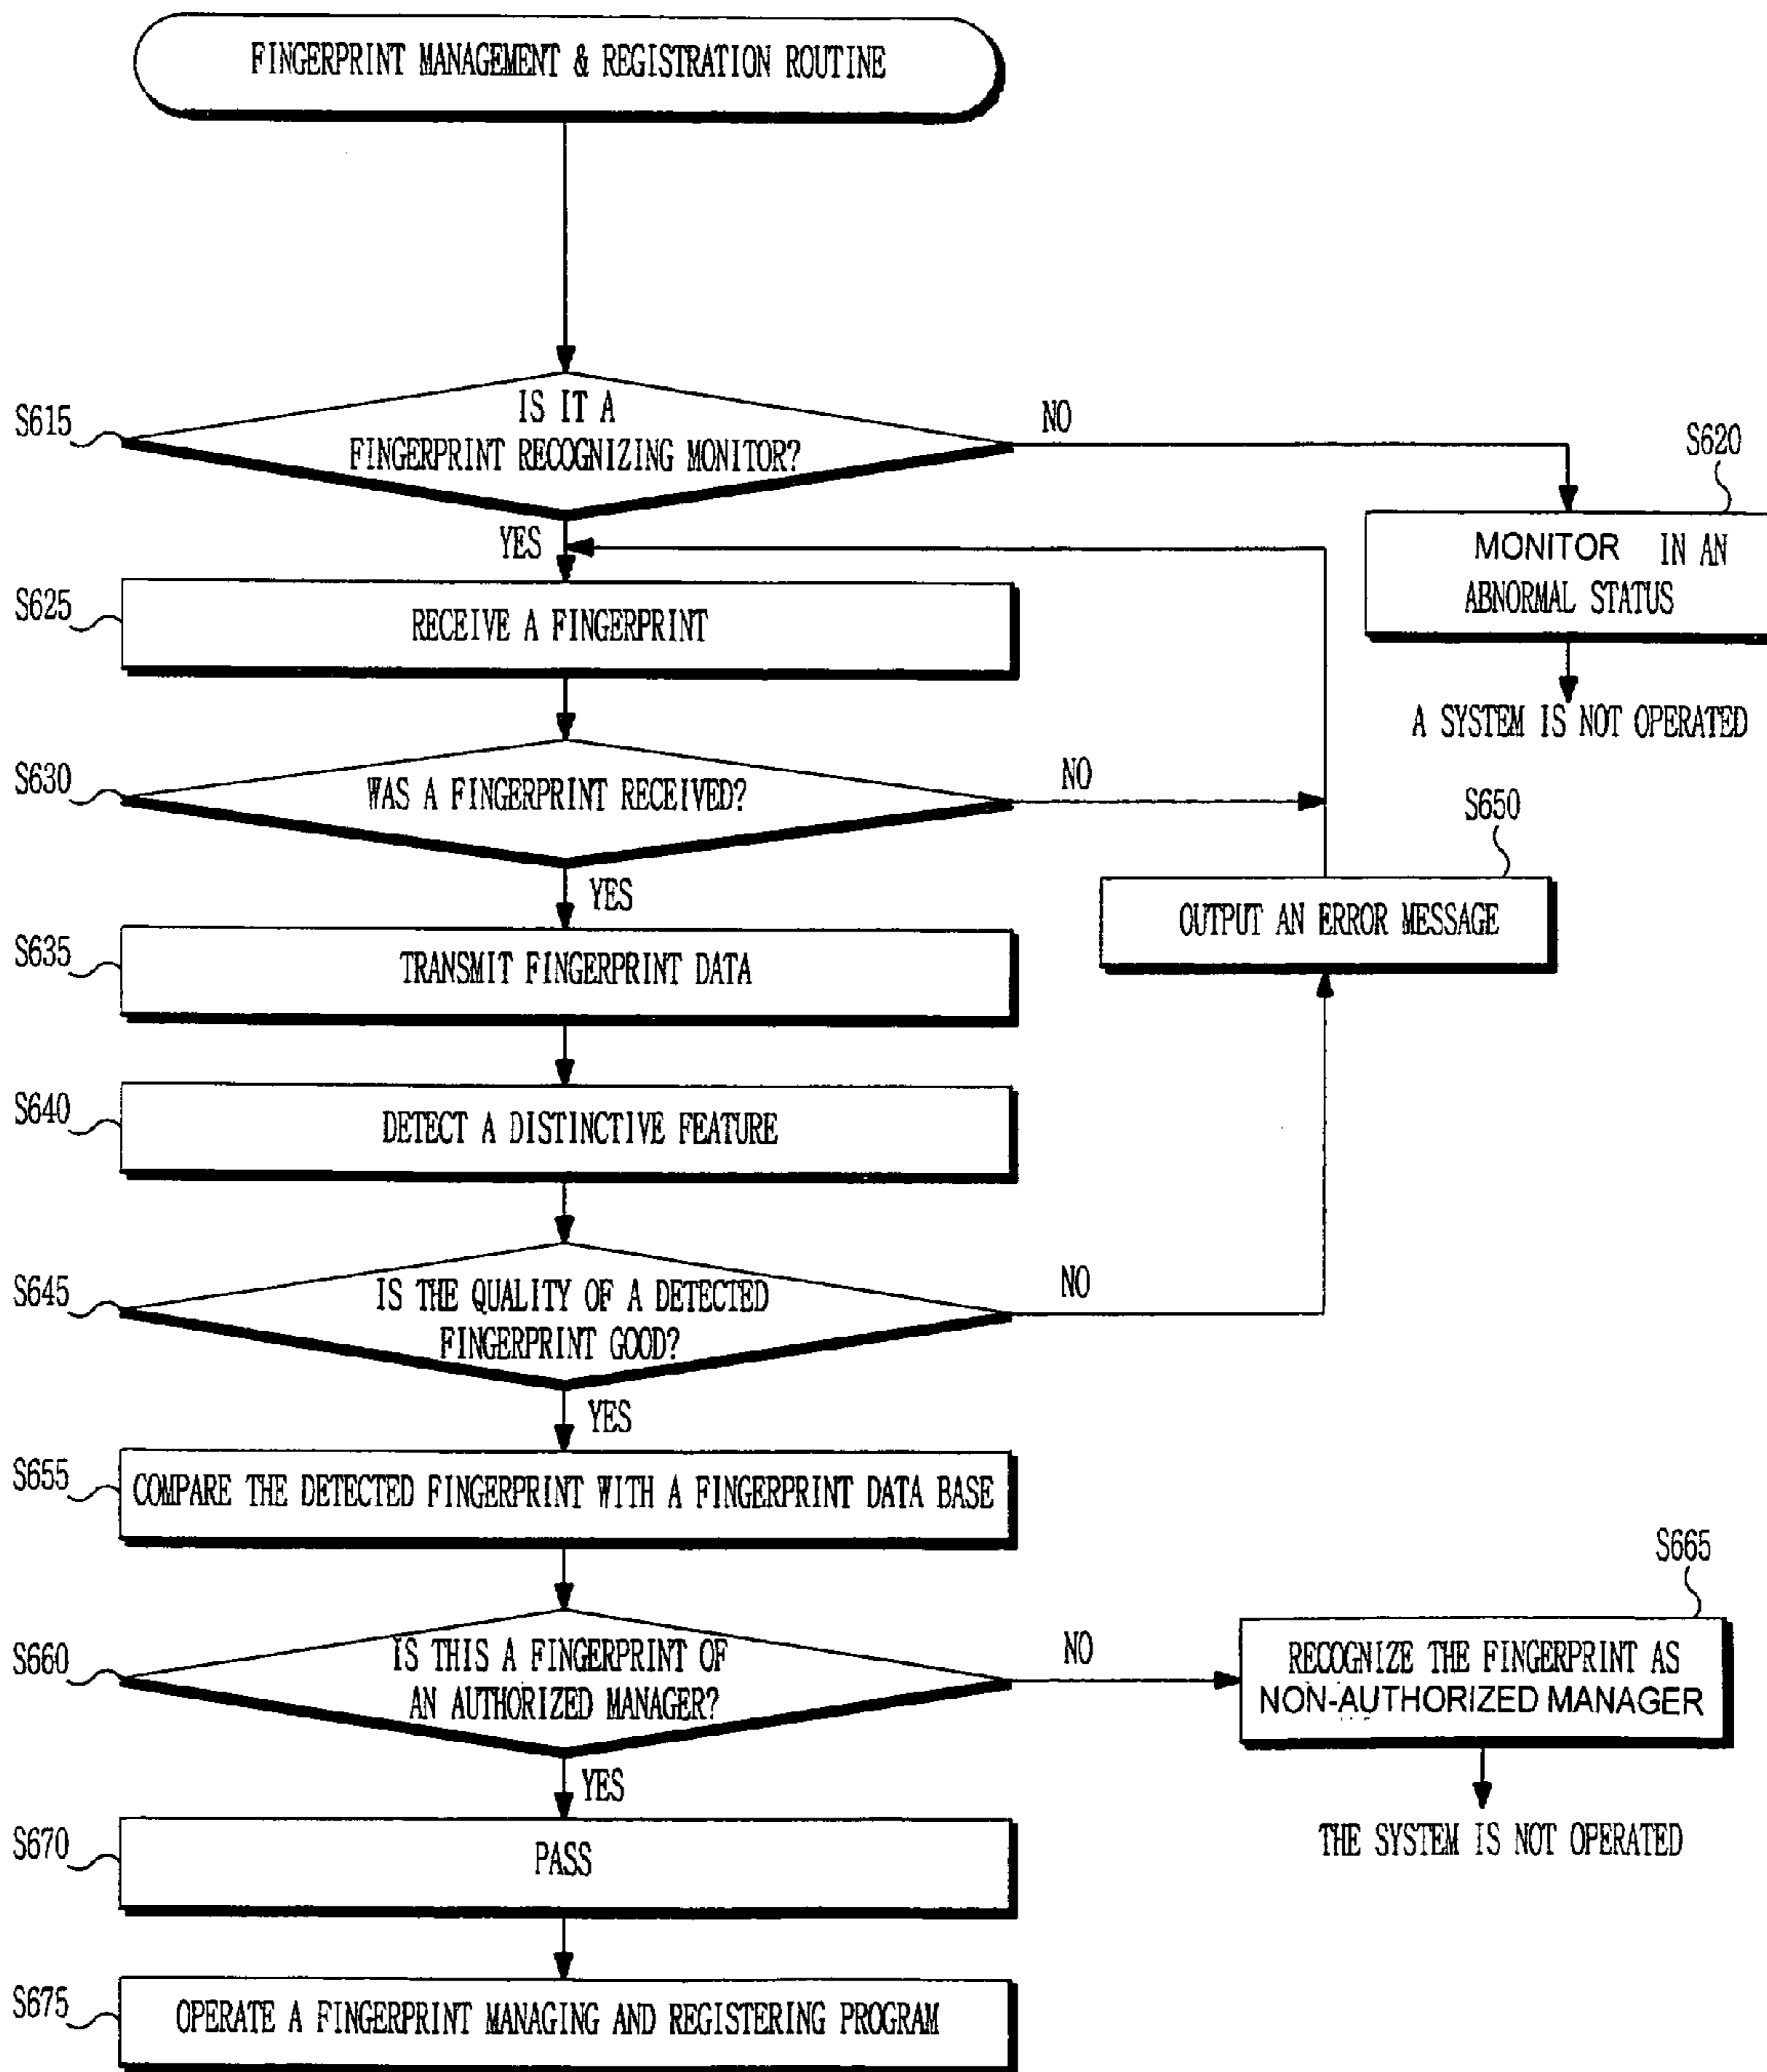 FINGERPRINT MANAGEMENT & REGISTRATION ROUTINE
S615
IS IT A
FINGERPRINT RECOGNIZING MONITOR?
NO
YES
S620
MONITOR IN AN
ABNORMAL STATUS
A SYSTEM IS NOT OPERATED
S625
RECEIVE A FINGERPRINT
S630
WAS A FINGERPRINT RECEIVED?
NO
YES
S650
OUTPUT AN ERROR MESSAGE
S635
TRANSMIT FINGERPRINT DATA
S640
DETECT A DISTINCTIVE FEATURE
S645
IS THE QUALITY OF A DETECTED
FINGERPRINT GOOD?
NO
YES
S655
COMPARE THE DETECTED FINGERPRINT WITH A FINGERPRINT DATA BASE
S660
IS THIS A FINGERPRINT OF
AN AUTHORIZED MANAGER?
NO
YES
S665
RECOGNIZE THE FINGERPRINT AS
NON-AUTHORIZED MANAGER
THE SYSTEM IS NOT OPERATED
S670
PASS
S675
OPERATE A FINGERPRINT MANAGING AND REGISTERING PROGRAM